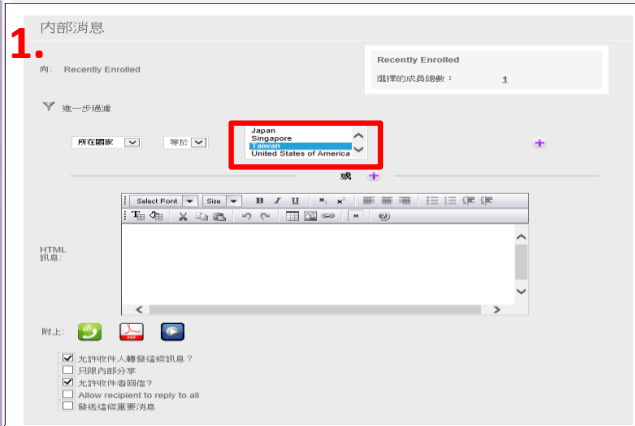 內部消息
1.
向: Recently Enrolled
Recently Enrolled
選擇的成員總數: 1
進一步過濾
所在國家 等於
Japan
Singapore
Taiwan
United States of America
或
Select Font Size B I U
HTML
訊息:
附上:
允許收件人轉發這條訊息?
只限內部分享
允許收件者回信?
Allow recipient to reply to all
發送這條重要消息